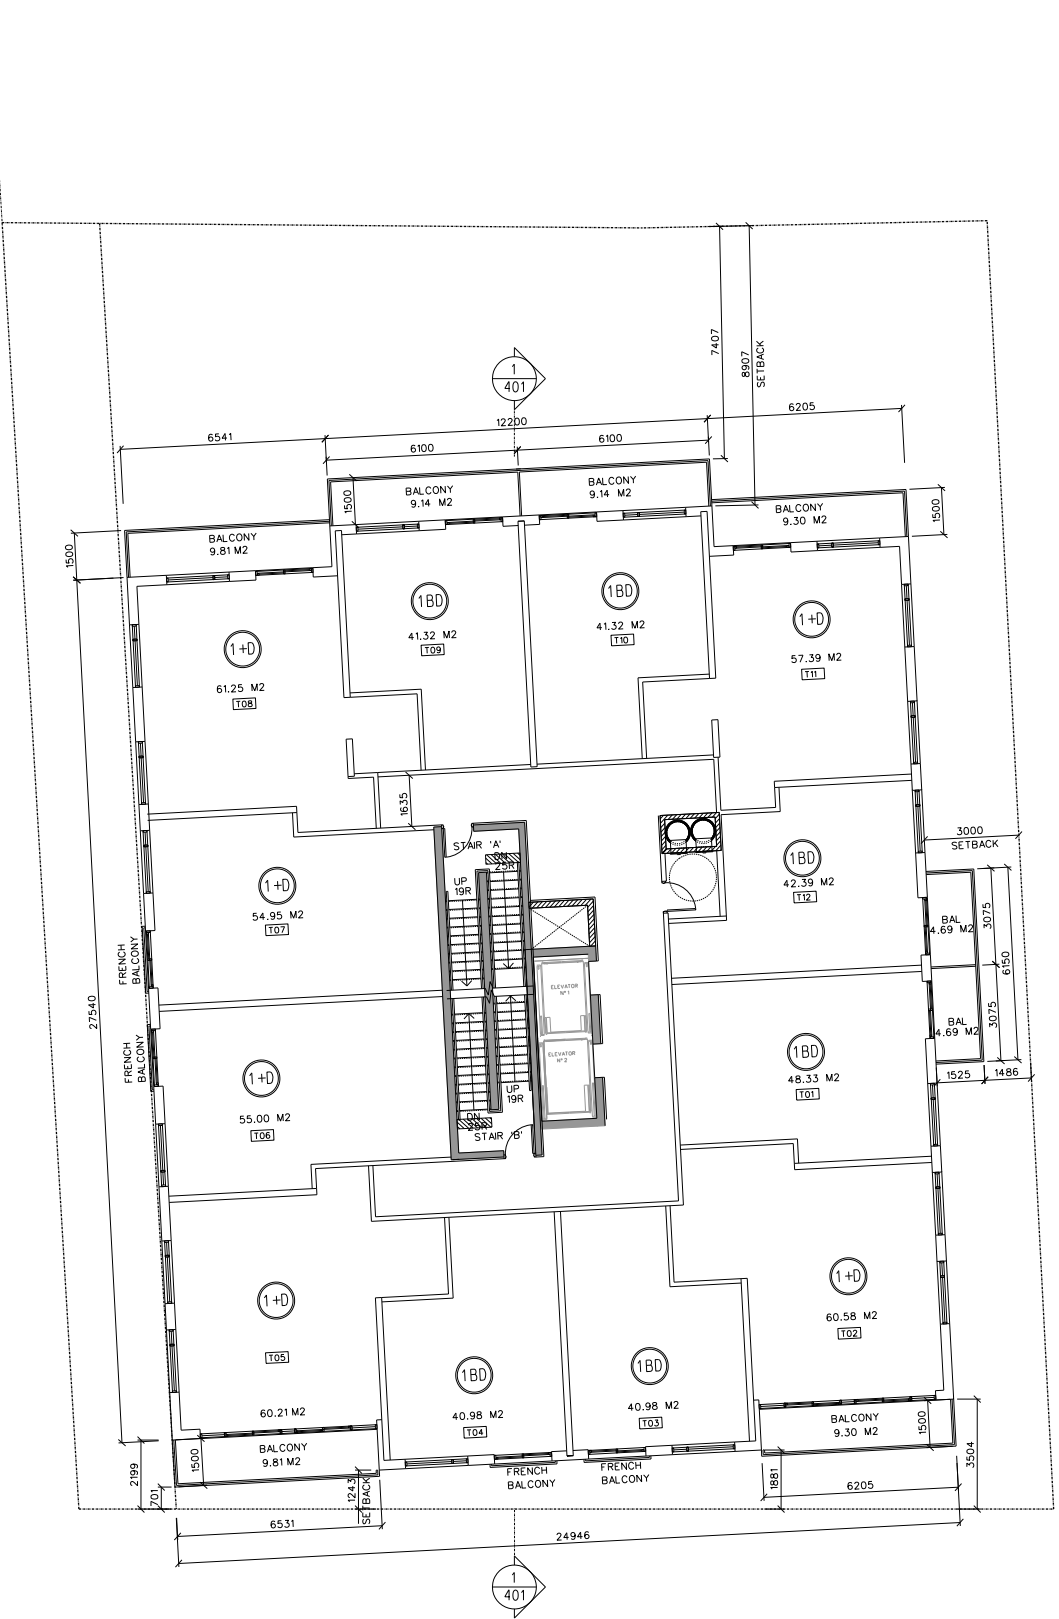 7407
8907
SETBACK
1
401
6541
12200
6205
6100
6100
BALCONY
9.14 M2
BALCONY
9.14 M2
1500
BALCONY
9.30 M2
1500
BALCONY
9.81 M2
1500
1BD
41.32 M2
T09
1BD
41.32 M2
T10
1+D
57.39 M2
T11
1+D
61.25 M2
T08
1635
STAIR 'A'
DN
25R
UP
19R
3000
SETBACK
1BD
42.39 M2
T12
1+D
54.95 M2
T07
BAL
4.69 M2
3075
6150
FRENCH
BALCONY
27540
ELEVATOR
Nº 1
BAL
4.69 M2
3075
FRENCH
BALCONY
ELEVATOR
Nº 2
1BD
48.33 M2
T01
1525
1486
1+D
55.00 M2
T06
UP
19R
DN
25R
STAIR 'B'
1+D
60.58 M2
T02
1+D
T05
60.21 M2
1BD
40.98 M2
T04
1BD
40.98 M2
T03
BALCONY
9.30 M2
1500
BALCONY
9.81 M2
1500
FRENCH
BALCONY
FRENCH
BALCONY
2199
701
1243
SETBACK
1881
3504
6205
6531
24946
1
401